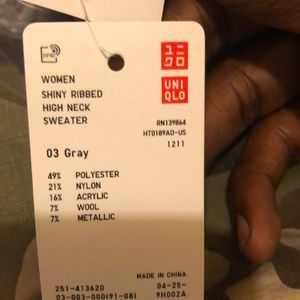 ユニ
クロ
UNI
QLO
WOMEN
SHINY RIBBED
HIGH NECK
SWEATER
RN139864
HT0189AD-US
1211
03 Gray
49% POLYESTER
21% NYLON
16% ACRYLIC
7% WOOL
7% METALLIC
MADE IN CHINA
251-413620 04-25-
03-003-000(91-08) 9H002A